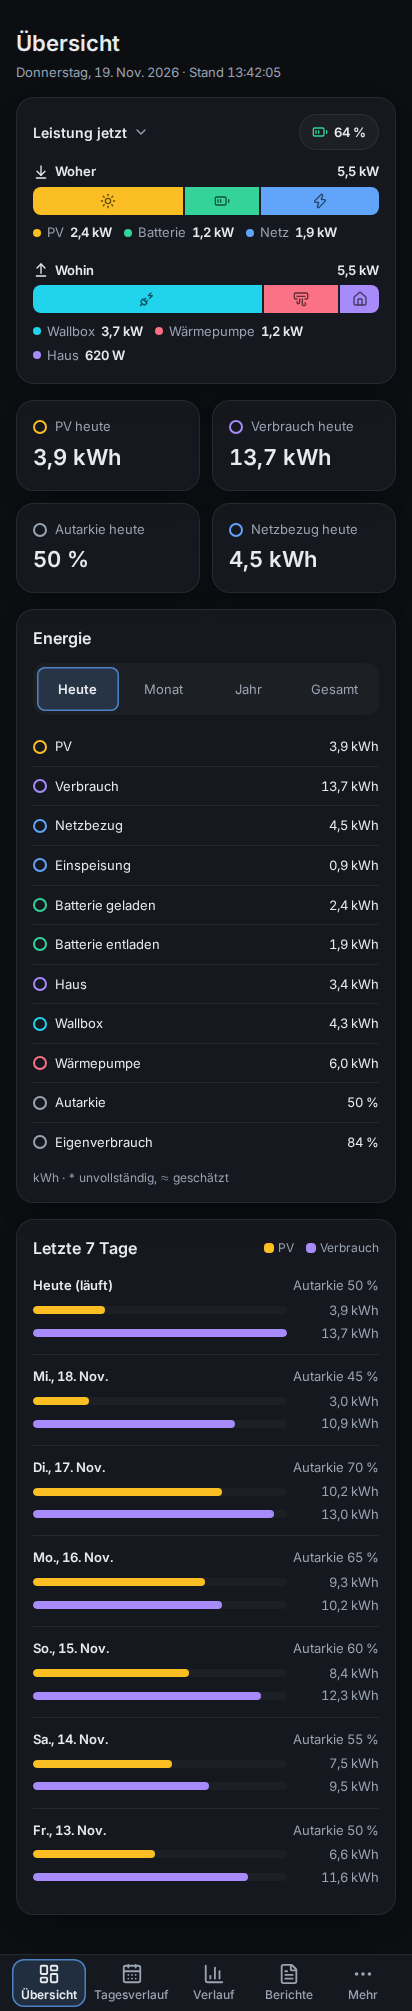 Übersicht
Donnerstag, 19. Nov. 2026 · Stand 13:42:05
Leistung jetzt 64 %
Woher 5,5 kW
PV 2,4 kW Batterie 1,2 kW Netz 1,9 kW
Wohin 5,5 kW
Wallbox 3,7 kW Wärmepumpe 1,2 kW
Haus 620 W
PV heute
3,9 kWh
Verbrauch heute
13,7 kWh
Autarkie heute
50 %
Netzbezug heute
4,5 kWh
Energie
Heute Monat Jahr Gesamt
PV 3,9 kWh
Verbrauch 13,7 kWh
Netzbezug 4,5 kWh
Einspeisung 0,9 kWh
Batterie geladen 2,4 kWh
Batterie entladen 1,9 kWh
Haus 3,4 kWh
Wallbox 4,3 kWh
Wärmepumpe 6,0 kWh
Autarkie 50 %
Eigenverbrauch 84 %
kWh · * unvollständig, ≈ geschätzt
Letzte 7 Tage PV Verbrauch
Heute (läuft) Autarkie 50 %
3,9 kWh
13,7 kWh
Mi., 18. Nov. Autarkie 45 %
3,0 kWh
10,9 kWh
Di., 17. Nov. Autarkie 70 %
10,2 kWh
13,0 kWh
Mo., 16. Nov. Autarkie 65 %
9,3 kWh
10,2 kWh
So., 15. Nov. Autarkie 60 %
8,4 kWh
12,3 kWh
Sa., 14. Nov. Autarkie 55 %
7,5 kWh
9,5 kWh
Fr., 13. Nov. Autarkie 50 %
6,6 kWh
11,6 kWh
Übersicht Tagesverlauf Verlauf Berichte Mehr